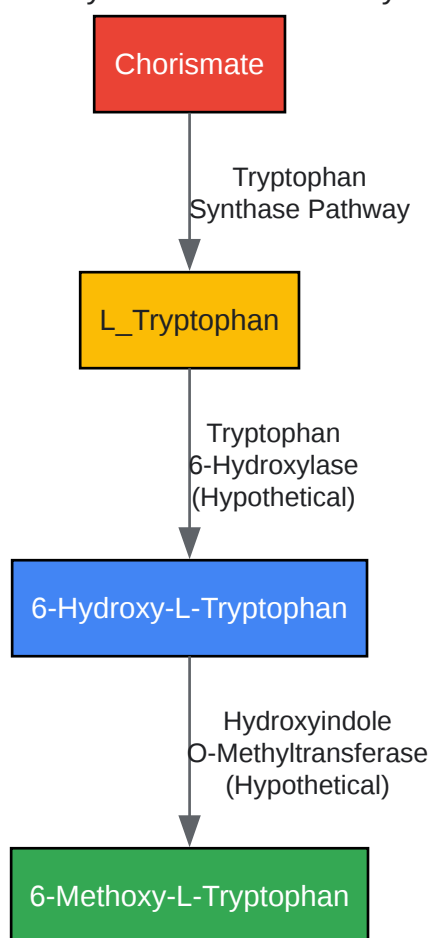 Chorismate
Tryptophan
Synthase Pathway
L_Tryptophan
Tryptophan
6-Hydroxylase
(Hypothetical)
6-Hydroxy-L-Tryptophan
Hydroxyindole
O-Methyltransferase
(Hypothetical)
6-Methoxy-L-Tryptophan